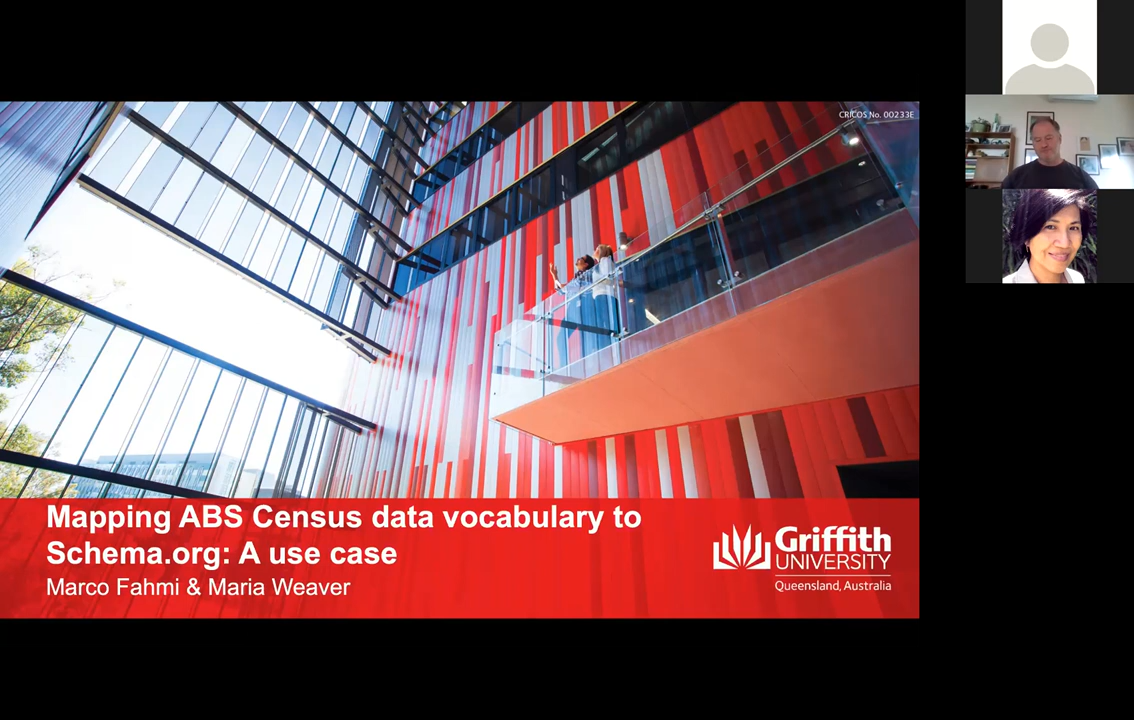 CRICOS No. 00233E
Mapping ABS Census data vocabulary to
Schema.org: A use case
Marco Fahmi & Maria Weaver
Griffith
UNIVERSITY
Queensland, Australia